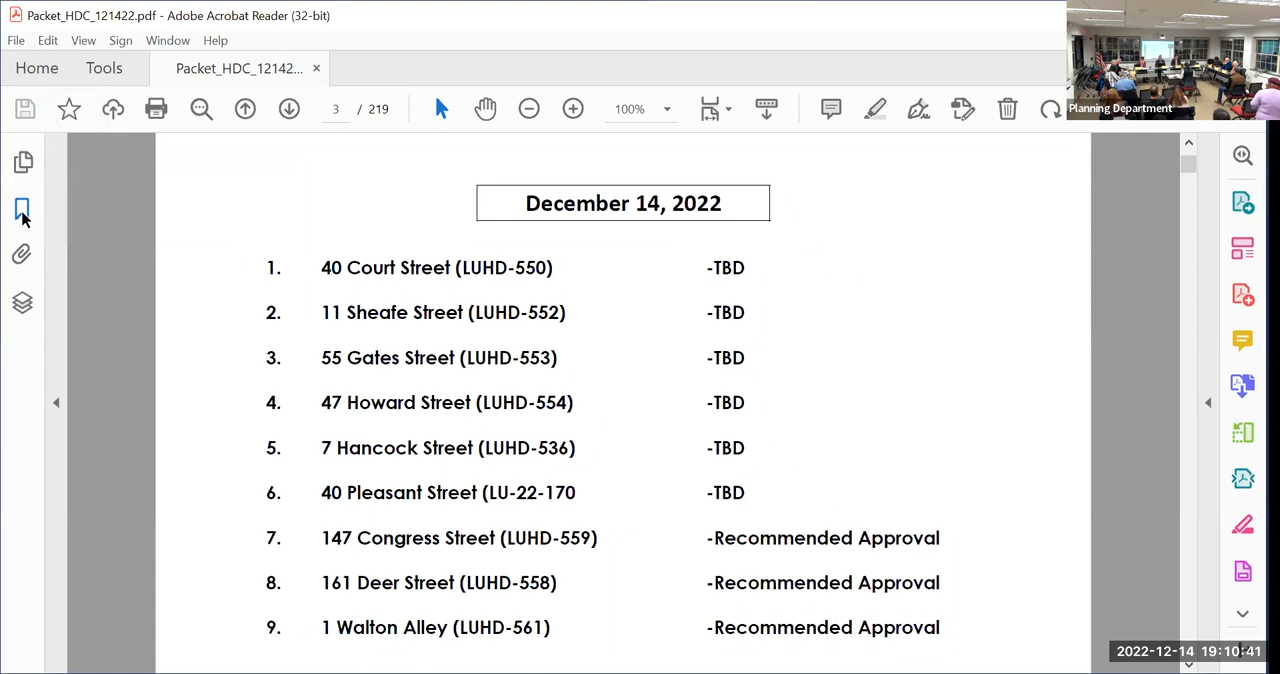 Packet_HDC_121422.pdf - Adobe Acrobat Reader (32-bit)
File Edit View Sign Window Help
Home Tools Packet_HDC_12142... ×
3 / 219 100%
Planning Department
December 14, 2022
1. 40 Court Street (LUHD-550) -TBD
2. 11 Sheafe Street (LUHD-552) -TBD
3. 55 Gates Street (LUHD-553) -TBD
4. 47 Howard Street (LUHD-554) -TBD
5. 7 Hancock Street (LUHD-536) -TBD
6. 40 Pleasant Street (LU-22-170 -TBD
7. 147 Congress Street (LUHD-559) -Recommended Approval
8. 161 Deer Street (LUHD-558) -Recommended Approval
9. 1 Walton Alley (LUHD-561) -Recommended Approval
2022-12-14 19:10:41